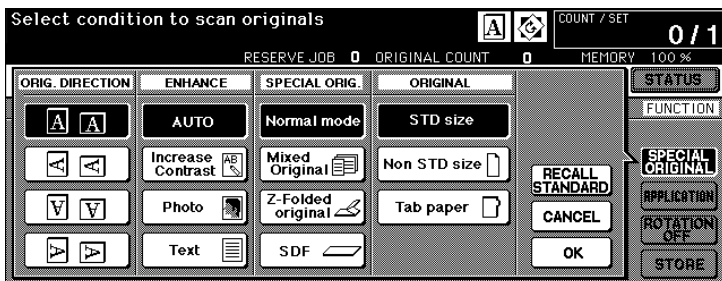 Select condition to scan originals
A
COUNT / SET
0 / 1
RESERVE JOB 0 ORIGINAL COUNT 0 MEMORY 100 %
ORIG. DIRECTION
ENHANCE
SPECIAL ORIG.
ORIGINAL
STATUS
FUNCTION
A A
AUTO
Normal mode
STD size
A A
Increase
Contrast
AB
Mixed
Original
Non STD size
A A
Photo
Z-Folded
original
Tab paper
A A
Text
SDF
RECALL
STANDARD
CANCEL
OK
SPECIAL
ORIGINAL
APPLICATION
ROTATION
OFF
STORE